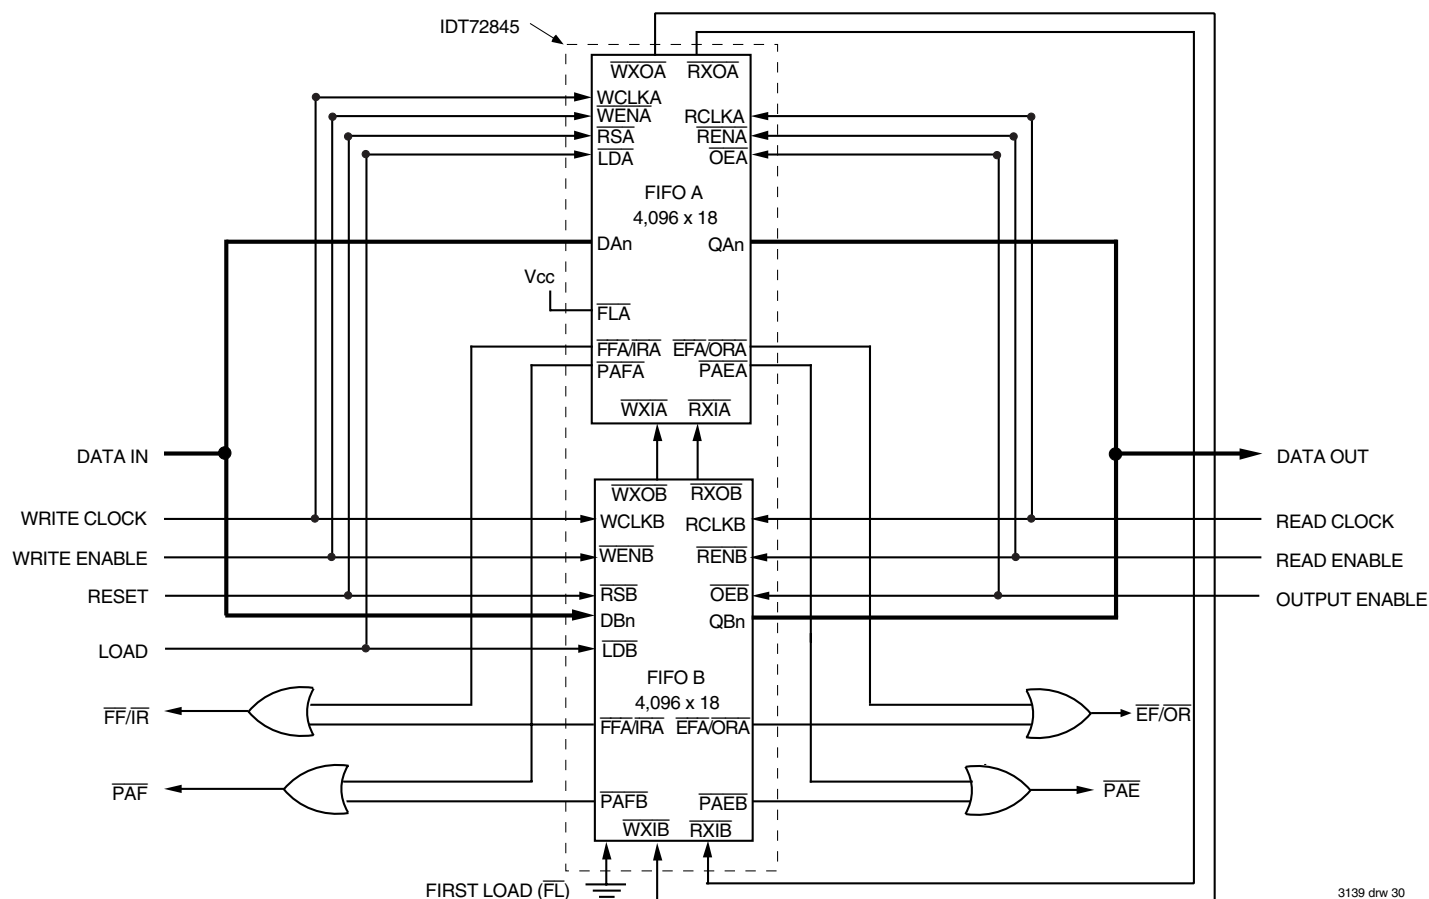 IDT72845
WXOA RXOA
WCLKA
WENA
RSA
LDA
RCLKA
RENA
OEA
FIFO A
4,096 x 18
DAn QAn
Vcc
FLA
FFA/IRA EFA/ORA
PAFA PAEA
WXIA RXIA
DATA IN
DATA OUT
WXOB RXOB
WRITE CLOCK
WCLKB RCLKB
READ CLOCK
WRITE ENABLE
WENB RENB
READ ENABLE
RESET
RSB OEB
OUTPUT ENABLE
DBn QBn
LOAD
LDB
FIFO B
4,096 x 18
FF/IR
FFA/IRA EFA/ORA
EF/OR
PAF
PAFB PAEB
PAE
WXIB RXIB
FIRST LOAD (FL)
3139 drw 30